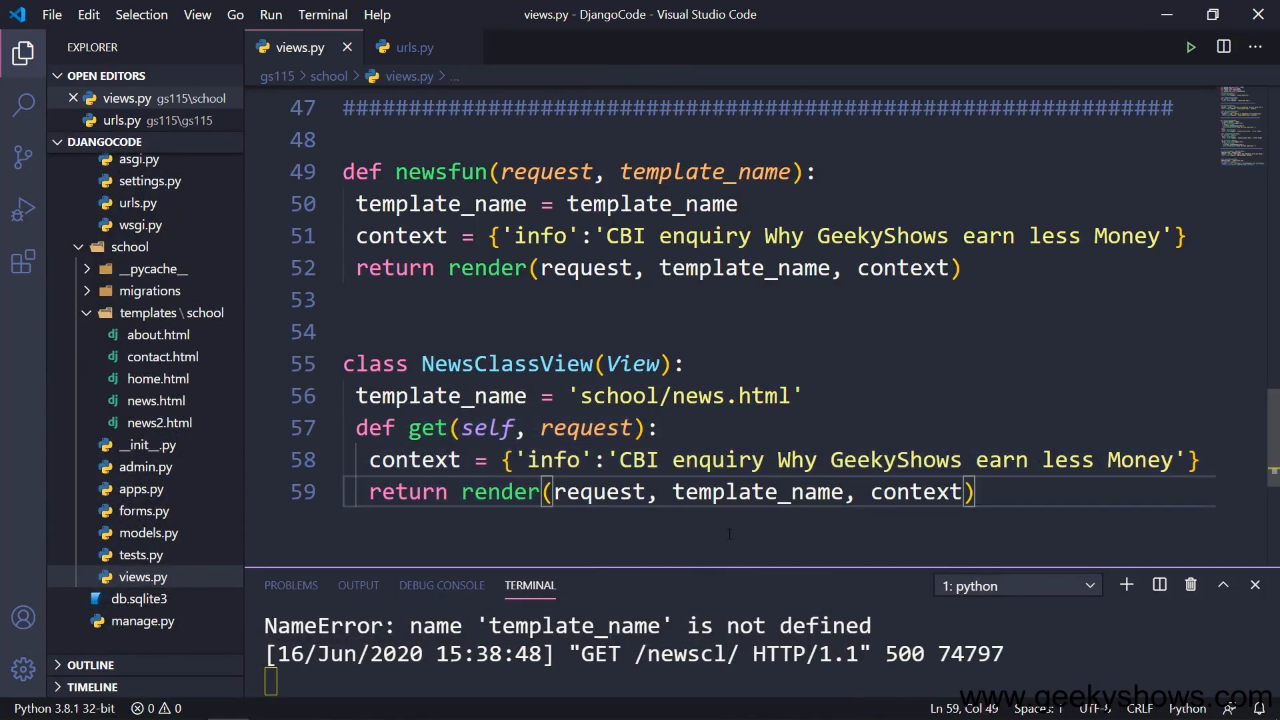 File Edit Selection View Go Run Terminal Help
views.py - DjangoCode - Visual Studio Code
EXPLORER
OPEN EDITORS
views.py gs115\school
urls.py gs115\gs115
DJANGOCODE
asgi.py
settings.py
urls.py
wsgi.py
school
__pycache__
migrations
templates \ school
about.html
contact.html
home.html
news.html
news2.html
__init__.py
admin.py
apps.py
forms.py
models.py
tests.py
views.py
db.sqlite3
manage.py
OUTLINE
TIMELINE
views.py urls.py
gs115 > school > views.py > ...
47 ###############################################################
48
49 def newsfun(request, template_name):
50 template_name = template_name
51 context = {'info':'CBI enquiry Why GeekyShows earn less Money'}
52 return render(request, template_name, context)
53
54
55 class NewsClassView(View):
56 template_name = 'school/news.html'
57 def get(self, request):
58 context = {'info':'CBI enquiry Why GeekyShows earn less Money'}
59 return render(request, template_name, context)
PROBLEMS OUTPUT DEBUG CONSOLE TERMINAL 1: python
NameError: name 'template_name' is not defined
[16/Jun/2020 15:38:48] "GET /newscl/ HTTP/1.1" 500 74797
www.geekyshows.com
Python 3.8.1 32-bit 0 0 Ln 59, Col 49 Spaces: 1 UTF-8 CRLF Python